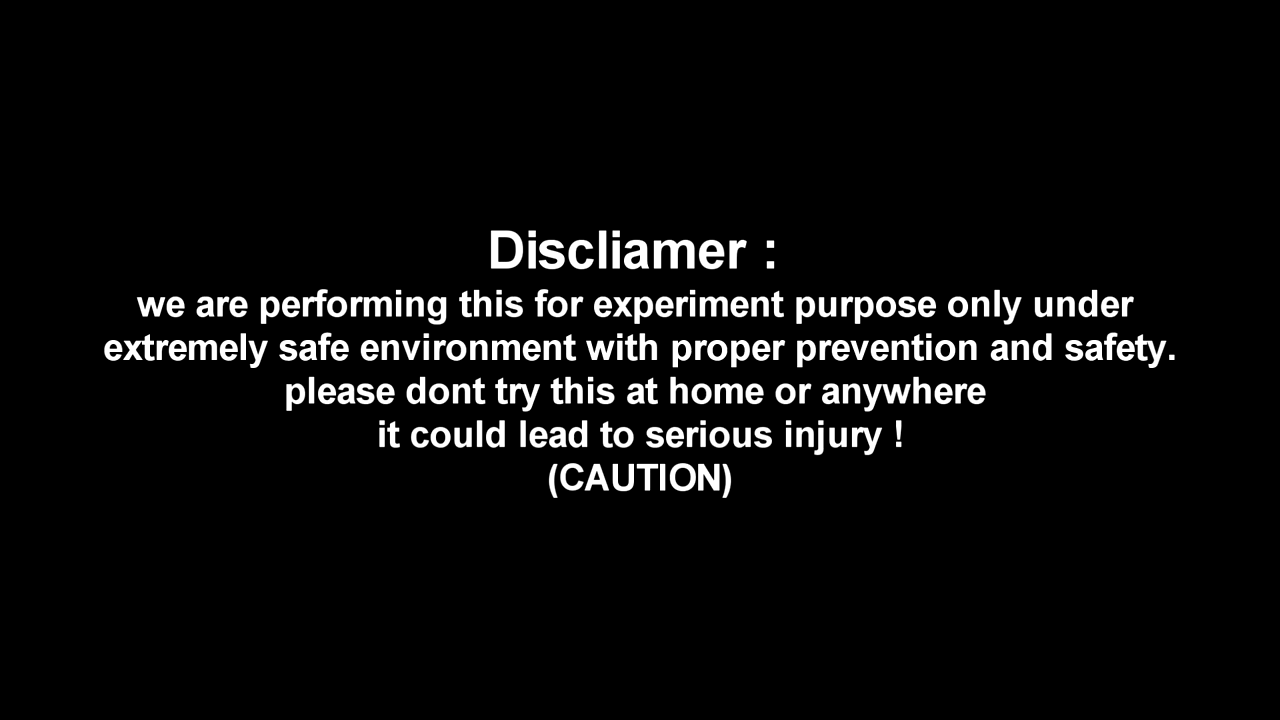 Discliamer :
we are performing this for experiment purpose only under
extremely safe environment with proper prevention and safety.
please dont try this at home or anywhere
it could lead to serious injury !
(CAUTION)